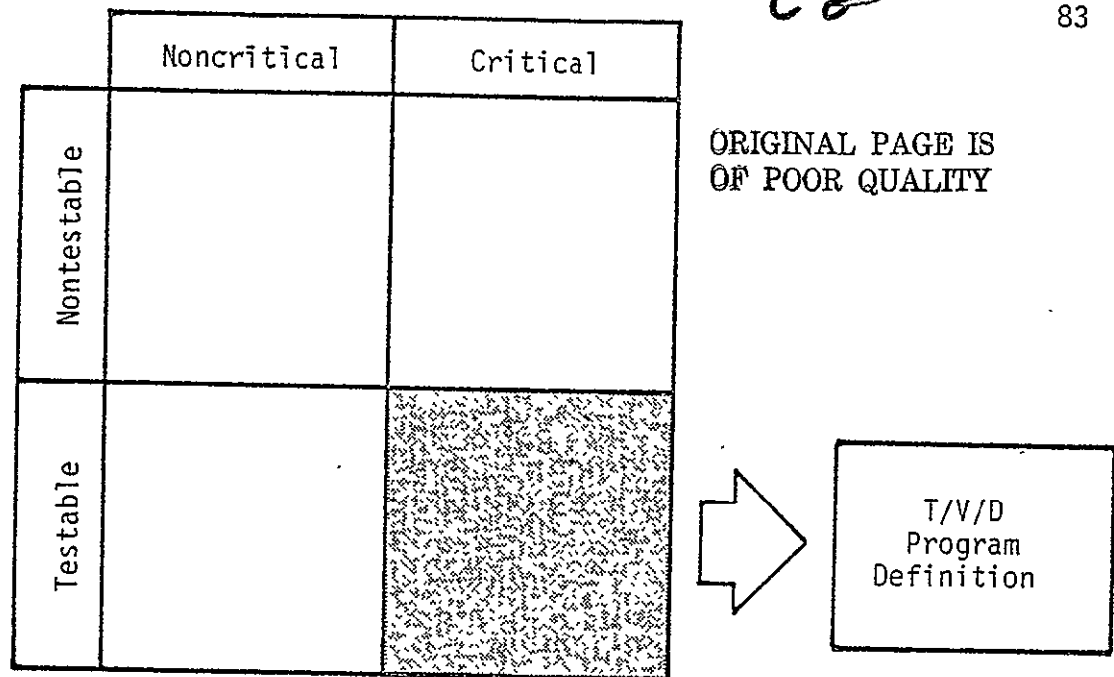 83
Noncritical
Critical
ORIGINAL PAGE IS
OF POOR QUALITY
Nontestable
Testable
T/V/D
Program
Definition